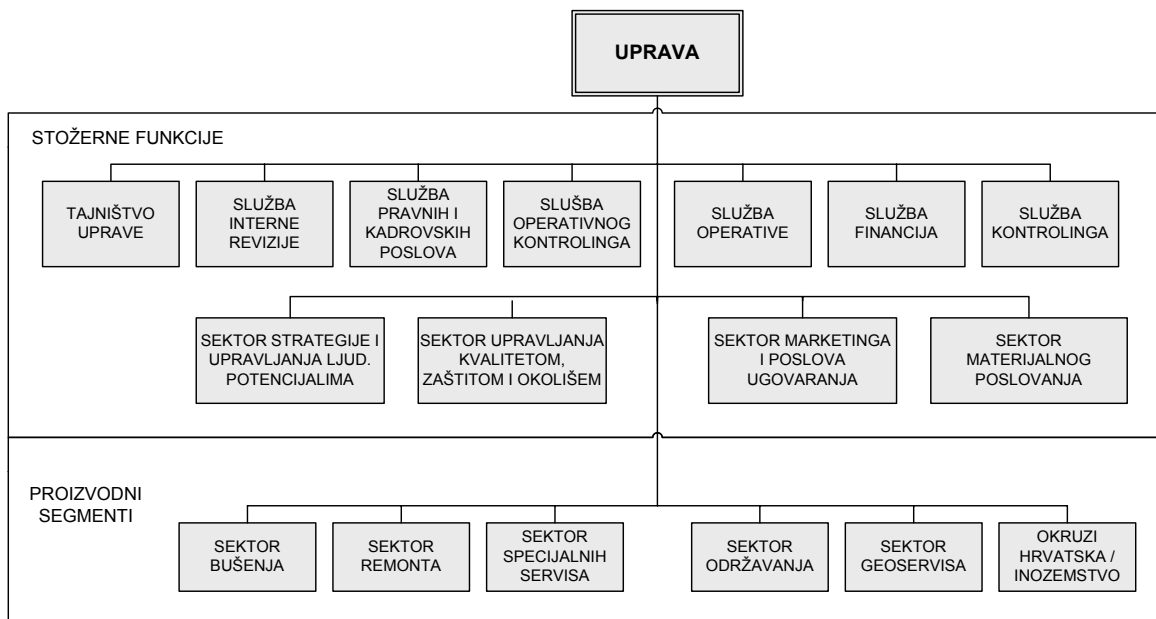 UPRAVA
STOŽERNE FUNKCIJE
TAJNIŠTVO
UPRAVE
SLUŽBA
INTERNE
REVIZIJE
SLUŽBA
PRAVNIH I
KADROVSKIH
POSLOVA
SLUŠBA
OPERATIVNOG
KONTROLINGA
SLUŽBA
OPERATIVE
SLUŽBA
FINANCIJA
SLUŽBA
KONTROLINGA
SEKTOR STRATEGIJE I
UPRAVLJANJA LJUD.
POTENCIJALIMA
SEKTOR UPRAVLJANJA
KVALITETOM,
ZAŠTITOM I OKOLIŠEM
SEKTOR MARKETINGA
I POSLOVA
UGOVARANJA
SEKTOR
MATERIJALNOG
POSLOVANJA
PROIZVODNI
SEGMENTI
SEKTOR
BUŠENJA
SEKTOR
REMONTA
SEKTOR
SPECIJALNIH
SERVISA
SEKTOR
ODRŽAVANJA
SEKTOR
GEOSERVISA
OKRUZI
HRVATSKA /
INOZEMSTVO